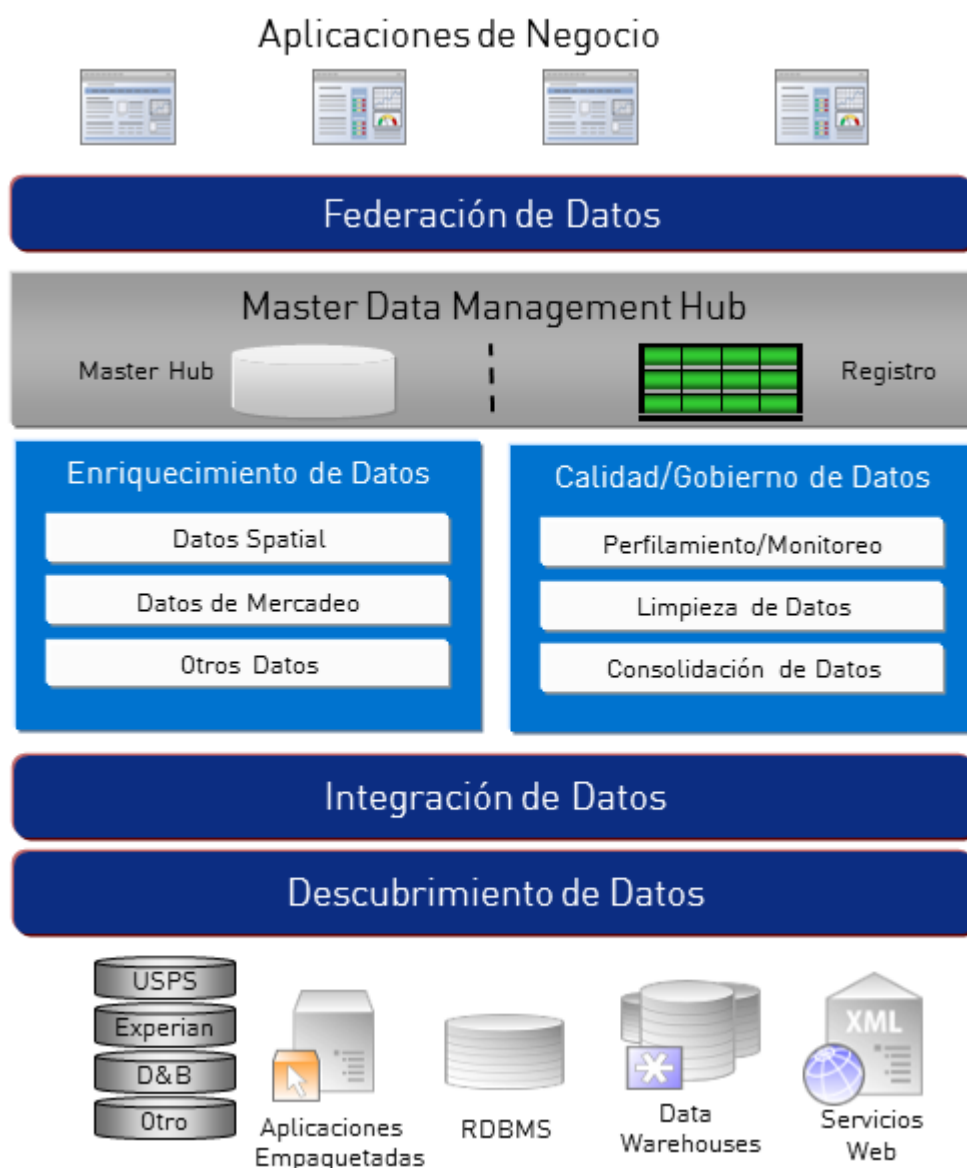 Aplicaciones de Negocio
Federación de Datos
Master Data Management Hub
Master Hub
Registro
Enriquecimiento de Datos
Datos Spatial
Datos de Mercadeo
Otros Datos
Calidad/Gobierno de Datos
Perfilamiento/Monitoreo
Limpieza de Datos
Consolidación de Datos
Integración de Datos
Descubrimiento de Datos
USPS
Experian
D&B
Otro
Aplicaciones
Empaquetadas
RDBMS
Data
Warehouses
XML
Servicios
Web